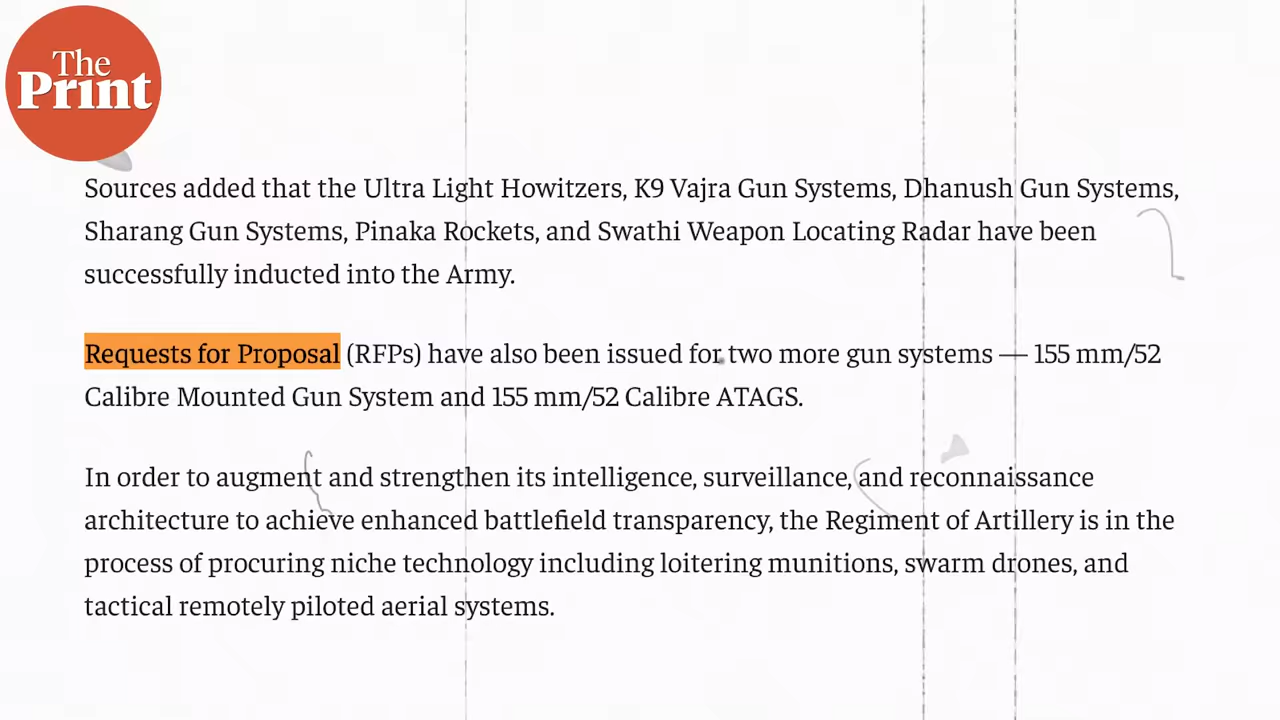 The
Print
Sources added that the Ultra Light Howitzers, K9 Vajra Gun Systems, Dhanush Gun Systems,
Sharang Gun Systems, Pinaka Rockets, and Swathi Weapon Locating Radar have been
successfully inducted into the Army.
Requests for Proposal (RFPs) have also been issued for two more gun systems — 155 mm/52
Calibre Mounted Gun System and 155 mm/52 Calibre ATAGS.
In order to augment and strengthen its intelligence, surveillance, and reconnaissance
architecture to achieve enhanced battlefield transparency, the Regiment of Artillery is in the
process of procuring niche technology including loitering munitions, swarm drones, and
tactical remotely piloted aerial systems.